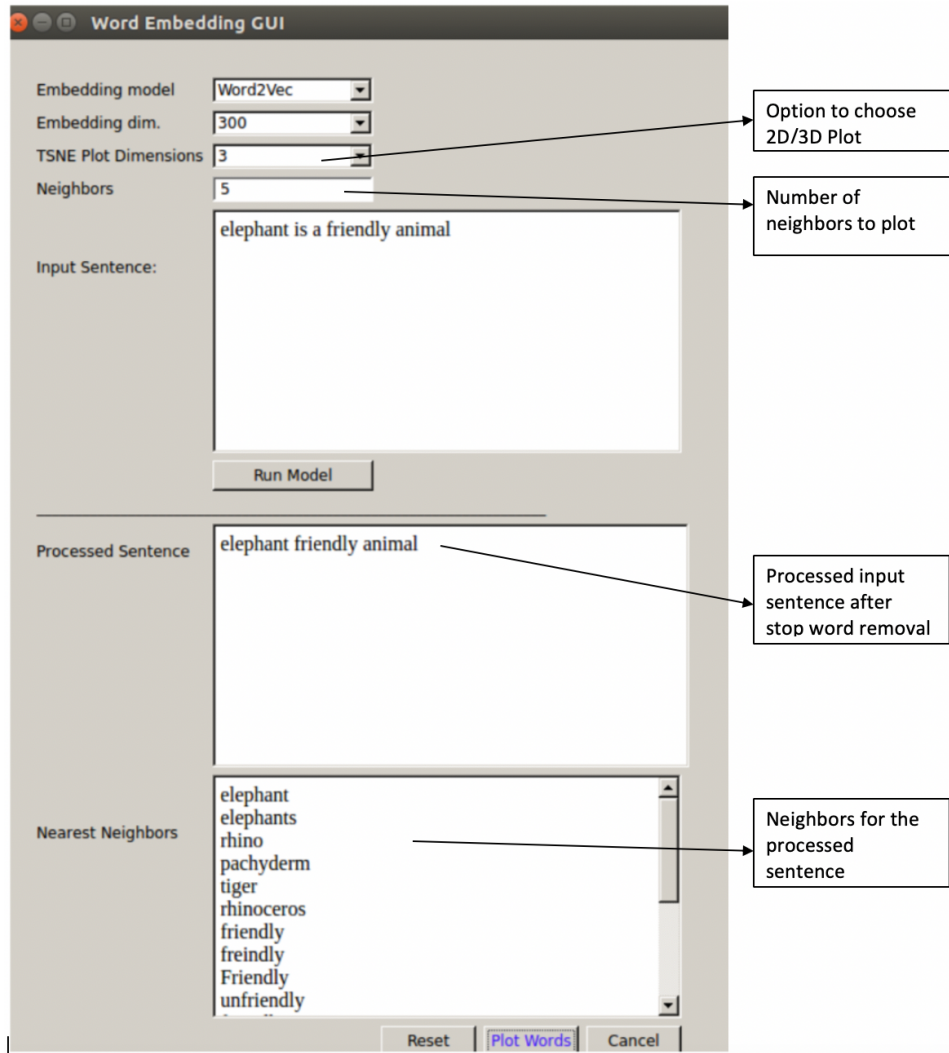 Word Embedding GUI
Embedding model Word2Vec
Embedding dim. 300
TSNE Plot Dimensions 3
Neighbors 5
Option to choose
2D/3D Plot
Number of
neighbors to plot
Input Sentence:
elephant is a friendly animal
Run Model
Processed Sentence
elephant friendly animal
Processed input
sentence after
stop word removal
Nearest Neighbors
elephant
elephants
rhino
pachyderm
tiger
rhinoceros
friendly
freindly
Friendly
unfriendly
Neighbors for the
processed
sentence
Reset Plot Words Cancel